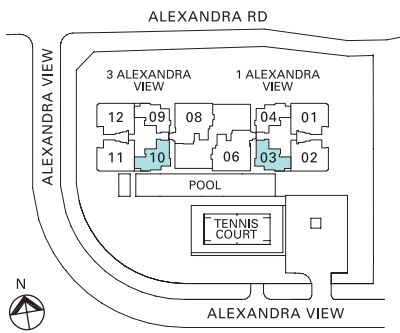 ALEXANDRA RD
ALEXANDRA VIEW
3 ALEXANDRA
VIEW
1 ALEXANDRA
VIEW
12
09
08
04
01
11
10
06
03
02
POOL
TENNIS
COURT
N
ALEXANDRA VIEW